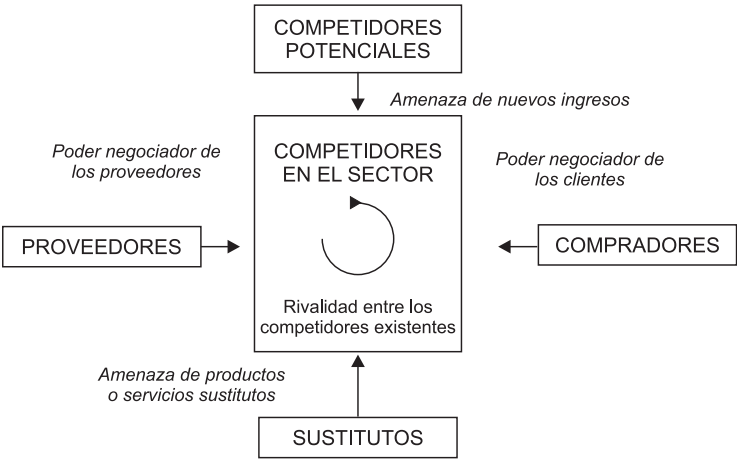 COMPETIDORES
POTENCIALES
Amenaza de nuevos ingresos
Poder negociador de
los proveedores
COMPETIDORES
EN EL SECTOR
Poder negociador de
los clientes
PROVEEDORES
COMPRADORES
Rivalidad entre los
competidores existentes
Amenaza de productos
o servicios sustitutos
SUSTITUTOS